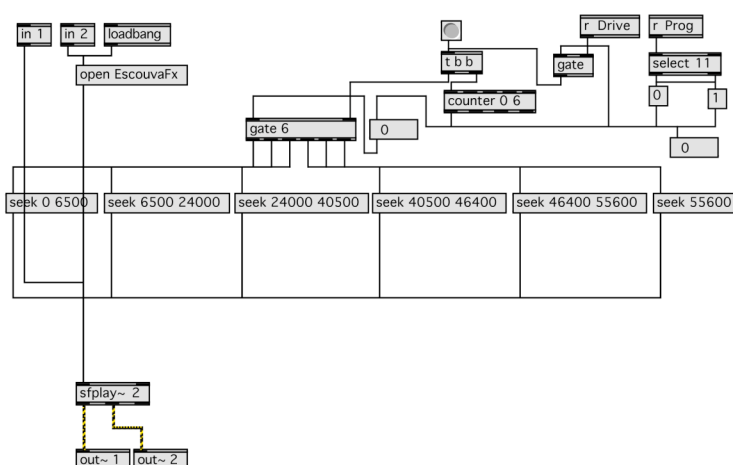 in 1
in 2
loadbang
r Drive
r Prog
open EscouvaFx
t b b
gate
select 11
counter 0 6
0
1
gate 6
0
0
seek 0 6500
seek 6500 24000
seek 24000 40500
seek 40500 46400
seek 46400 55600
seek 55600
sfplay~ 2
out~ 1
out~ 2